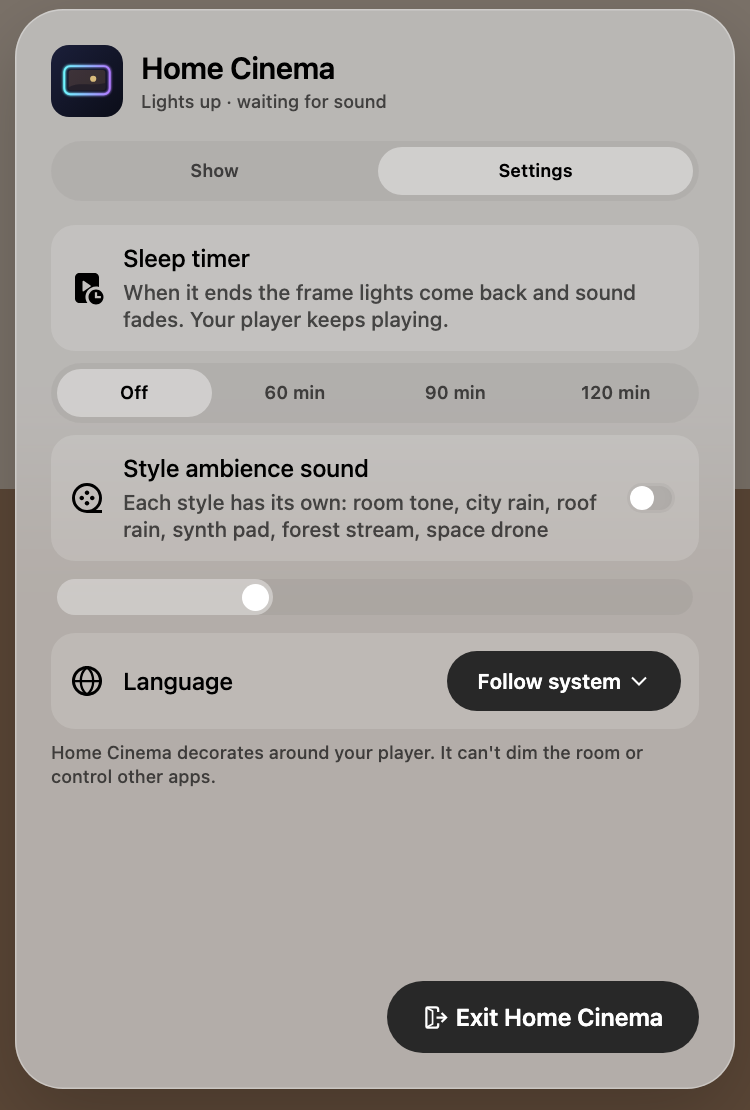 Home Cinema
Lights up · waiting for sound
Show
Settings
Sleep timer
When it ends the frame lights come back and sound
fades. Your player keeps playing.
Off
60 min
90 min
120 min
Style ambience sound
Each style has its own: room tone, city rain, roof
rain, synth pad, forest stream, space drone
Language
Follow system
Home Cinema decorates around your player. It can't dim the room or
control other apps.
Exit Home Cinema